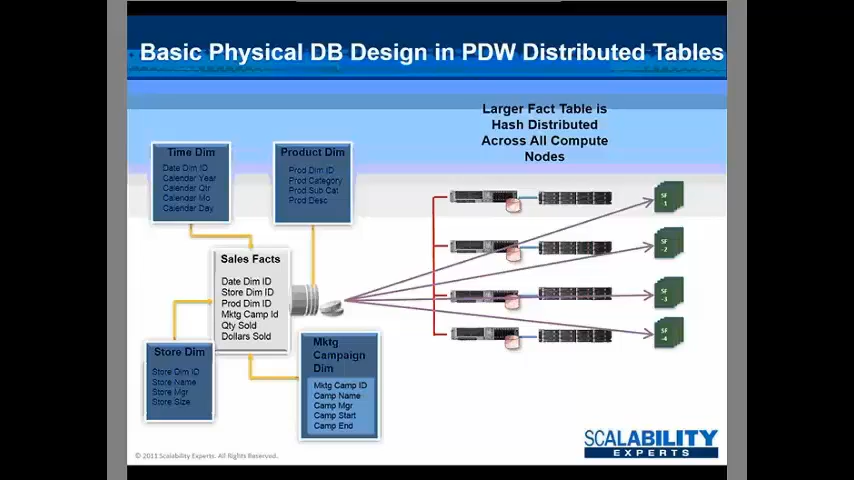 Basic Physical DB Design in PDW Distributed Tables
Larger Fact Table is
Hash Distributed
Across All Compute
Nodes
Time Dim
Date Dim ID
Calendar Year
Calendar Qtr
Calendar Mo
Calendar Day
Product Dim
Prod Dim ID
Prod Category
Prod Sub Cat
Prod Desc
Sales Facts
Date Dim ID
Store Dim ID
Prod Dim ID
Mktg Camp Id
Qty Sold
Dollars Sold
Store Dim
Store Dim ID
Store Name
Store Mgr
Store Size
Mktg
Campaign
Dim
Mktg Camp ID
Camp Name
Camp Mgr
Camp Start
Camp End
SF
-1
SF
-2
SF
-3
SF
-4
© 2011 Scalability Experts. All Rights Reserved.
SCALABILITY
EXPERTS